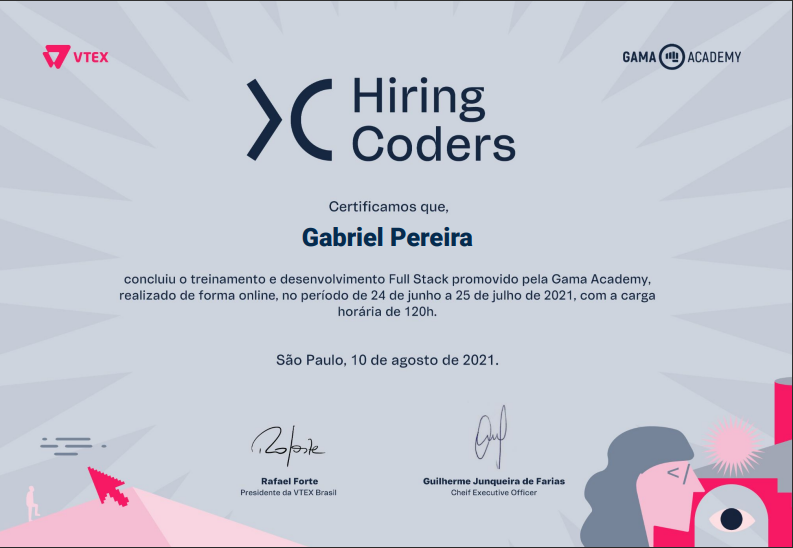 VTEX
GAMA ACADEMY
Hiring
Coders
Certificamos que,
Gabriel Pereira
concluiu o treinamento e desenvolvimento Full Stack promovido pela Gama Academy,
realizado de forma online, no período de 24 de junho a 25 de julho de 2021, com a carga
horária de 120h.
São Paulo, 10 de agosto de 2021.
Rafael Forte
Presidente da VTEX Brasil
Guilherme Junqueira de Farias
Cheif Executive Officer